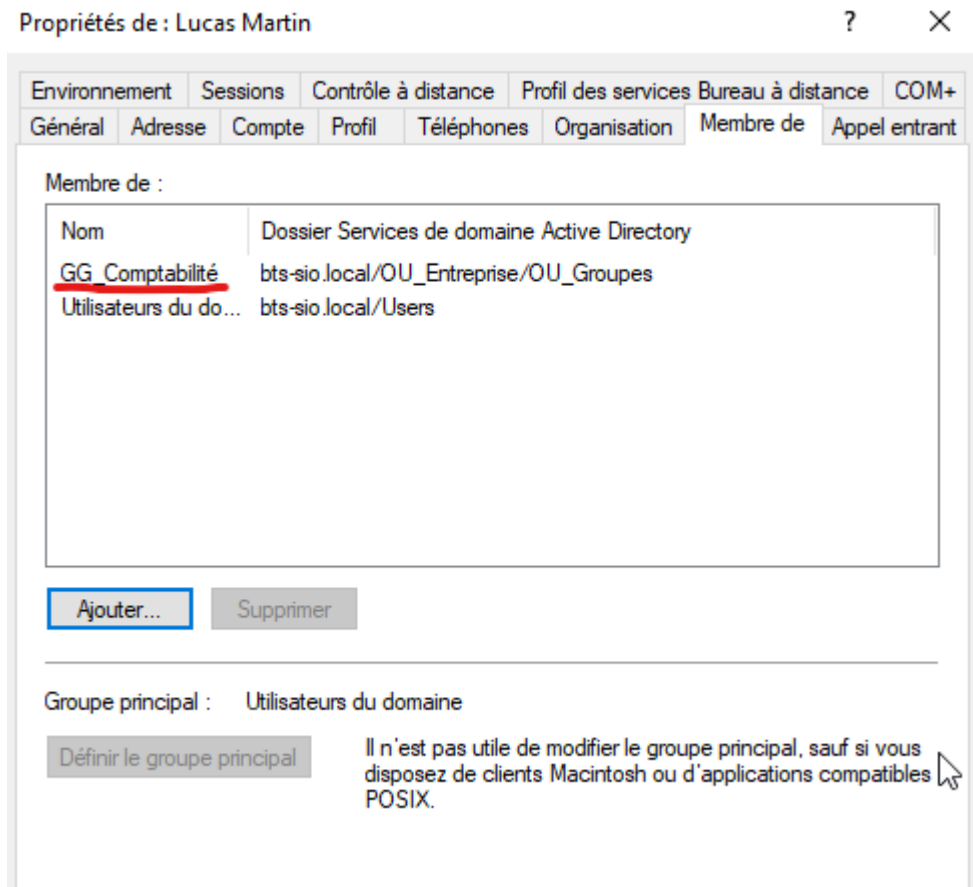 Propriétés de : Lucas Martin ? ×
Environnement Sessions Contrôle à distance Profil des services Bureau à distance COM+
Général Adresse Compte Profil Téléphones Organisation Membre de Appel entrant
Membre de :
Nom Dossier Services de domaine Active Directory
GG_Comptabilité bts-sio.local/OU_Entreprise/OU_Groupes
Utilisateurs du do... bts-sio.local/Users
Ajouter... Supprimer
Groupe principal : Utilisateurs du domaine
Définir le groupe principal
Il n'est pas utile de modifier le groupe principal, sauf si vous
disposez de clients Macintosh ou d'applications compatibles
POSIX.